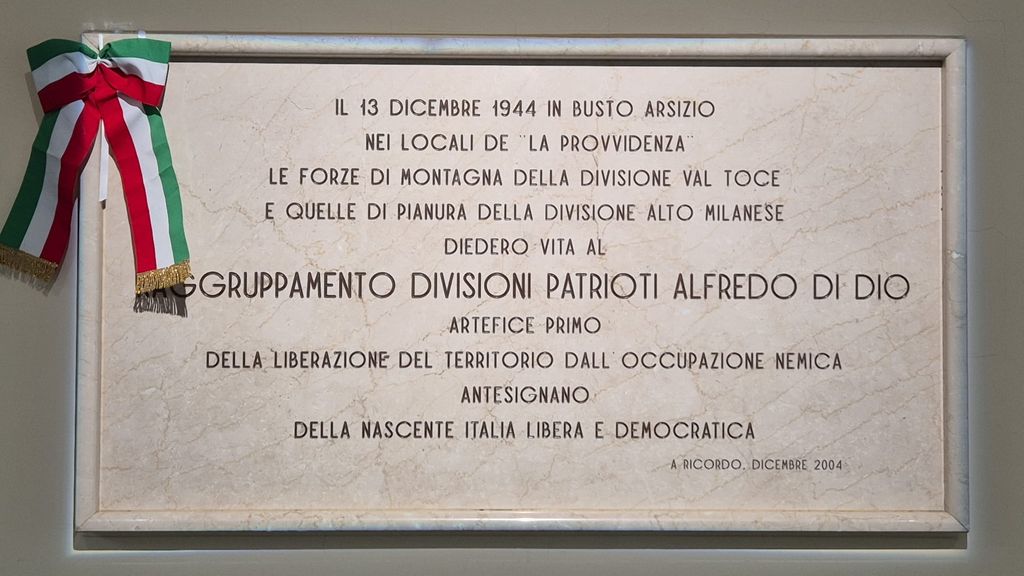 IL 13 DICEMBRE 1944 IN BUSTO ARSIZIO
NEI LOCALI DE "LA PROVVIDENZA"
LE FORZE DI MONTAGNA DELLA DIVISIONE VAL TOCE
E QUELLE DI PIANURA DELLA DIVISIONE ALTO MILANESE
DIEDERO VITA AL
GGRUPPAMENTO DIVISIONI PATRIOTI ALFREDO DI DIO
ARTEFICE PRIMO
DELLA LIBERAZIONE DEL TERRITORIO DALL'OCCUPAZIONE NEMICA
ANTESIGNANO
DELLA NASCENTE ITALIA LIBERA E DEMOCRATICA
A RICORDO, DICEMBRE 2004